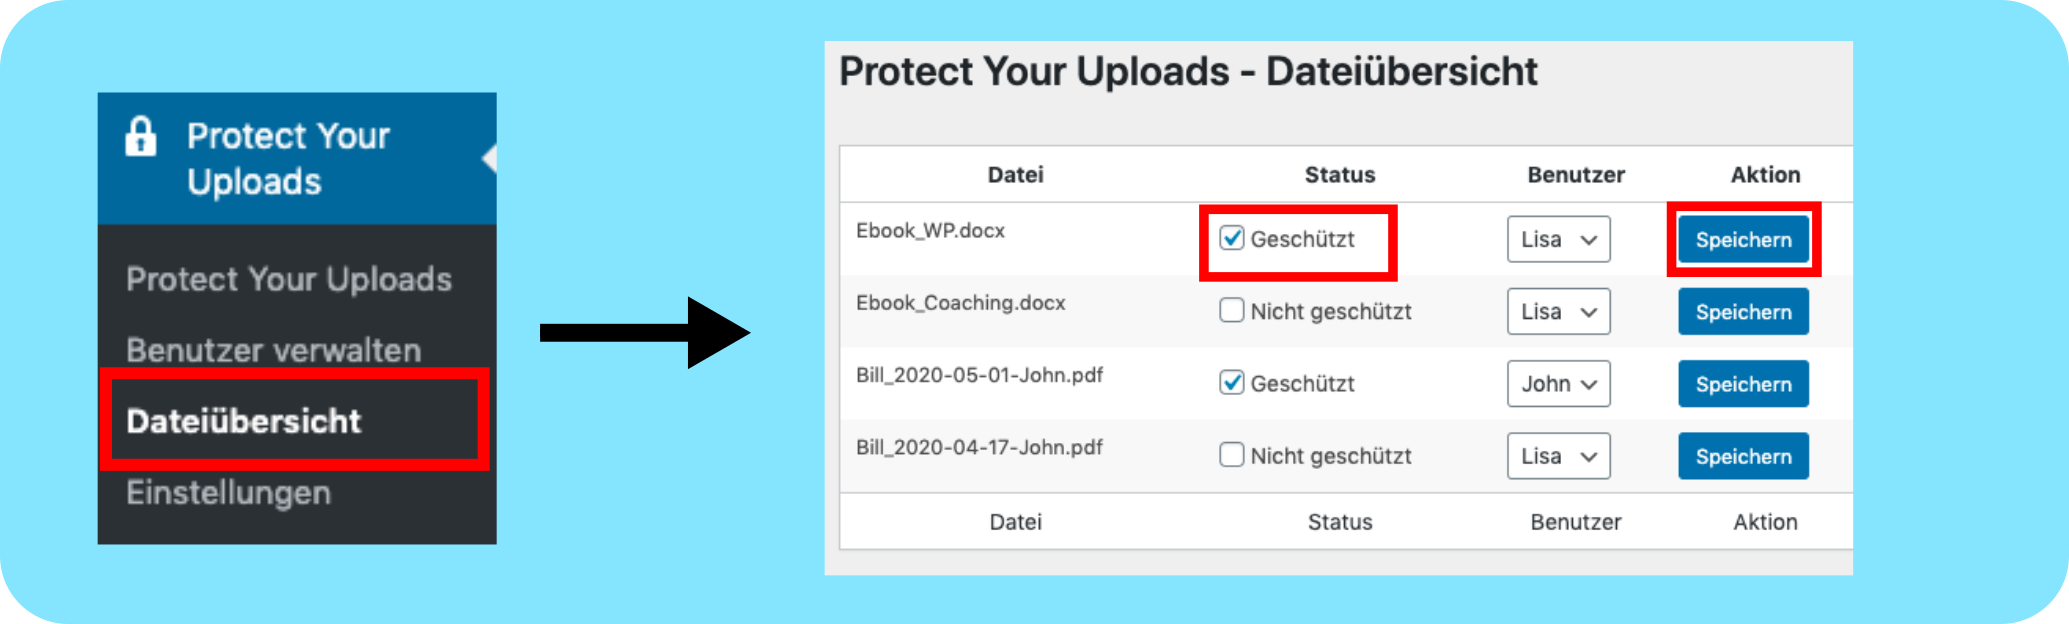 Protect Your
Uploads
Protect Your Uploads
Benutzer verwalten
Dateiübersicht
Einstellungen
Protect Your Uploads - Dateiübersicht
Datei Status Benutzer Aktion
Ebook_WP.docx Geschützt Lisa Speichern
Ebook_Coaching.docx Nicht geschützt Lisa Speichern
Bill_2020-05-01-John.pdf Geschützt John Speichern
Bill_2020-04-17-John.pdf Nicht geschützt Lisa Speichern
Datei Status Benutzer Aktion